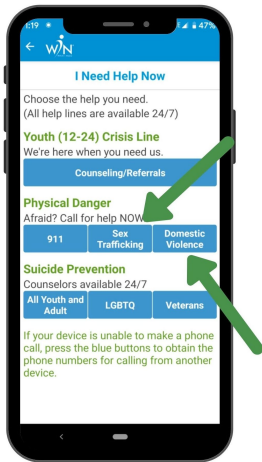 1:19
47%
WIN
I Need Help Now
Choose the help you need.
(All help lines are available 24/7)
Youth (12-24) Crisis Line
We're here when you need us.
Counseling/Referrals
Physical Danger
Afraid? Call for help NOW
911
Sex
Trafficking
Domestic
Violence
Suicide Prevention
Counselors available 24/7
All Youth and
Adult
LGBTQ
Veterans
If your device is unable to make a phone
call, press the blue buttons to obtain the
phone numbers for calling from another
device.